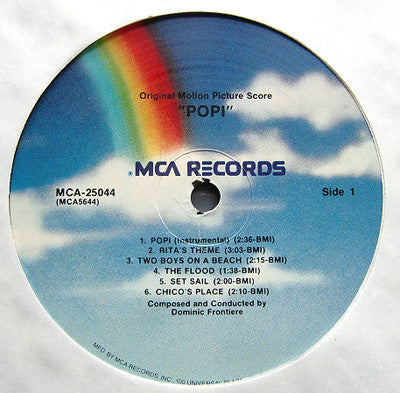 Original Motion Picture Score
"POPI"
®MCA RECORDS
MCA-25044
(MCA5644)
Side 1
1. POPI (Instrumental) (2:36-BMI)
2. RITA'S THEME (3:03-BMI)
3. TWO BOYS ON A BEACH (2:15-BMI)
4. THE FLOOD (1:38-BMI)
5. SET SAIL (2:00-BMI)
6. CHICO'S PLACE (2:10-BMI)
Composed and Conducted by
Dominic Frontiere
MFD BY MCA RECORDS, INC., 100 UNIVERSAL